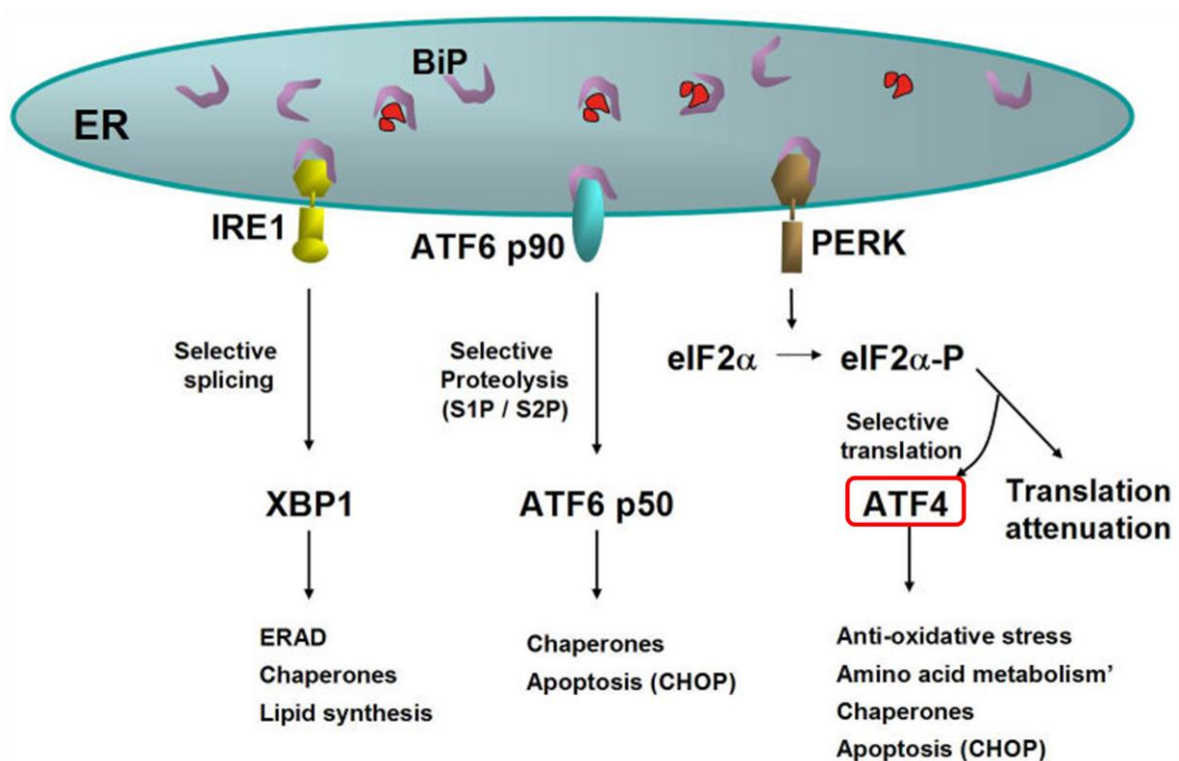 BiP
ER
IRE1
ATF6 p90
PERK
Selective
splicing
Selective
Proteolysis
(S1P / S2P)
eIF2α
eIF2α-P
Selective
translation
XBP1
ATF6 p50
ATF4
Translation
attenuation
ERAD
Chaperones
Lipid synthesis
Chaperones
Apoptosis (CHOP)
Anti-oxidative stress
Amino acid metabolism’
Chaperones
Apoptosis (CHOP)